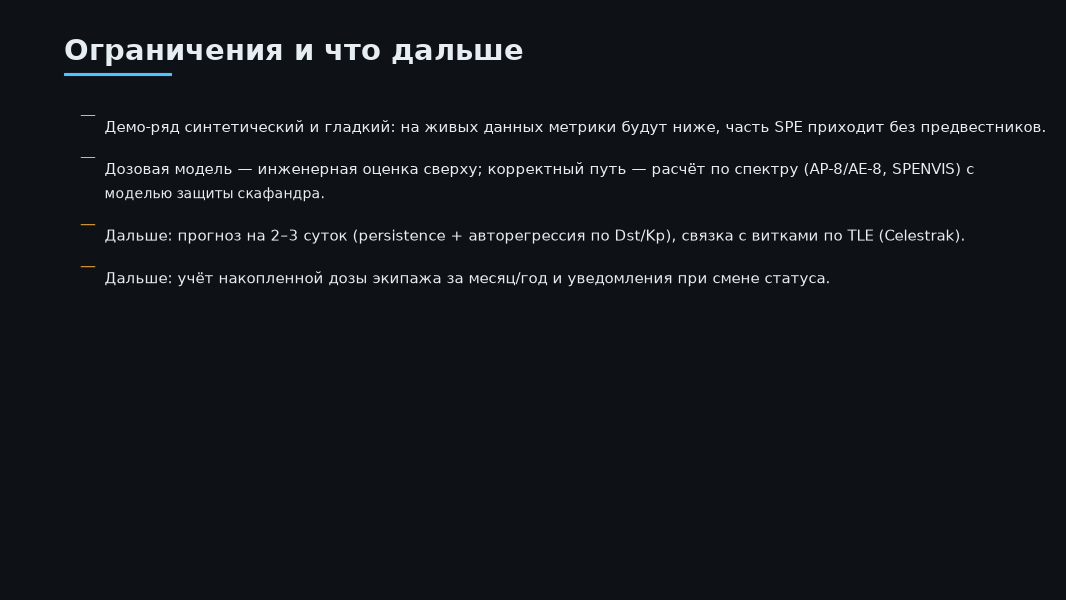 Ограничения и что дальше
— Демо-ряд синтетический и гладкий: на живых данных метрики будут ниже, часть SPE приходит без предвестников.
— Дозовая модель — инженерная оценка сверху; корректный путь — расчёт по спектру (AP-8/AE-8, SPENVIS) с
моделью защиты скафандра.
— Дальше: прогноз на 2–3 суток (persistence + авторегрессия по Dst/Kp), связка с витками по TLE (Celestrak).
— Дальше: учёт накопленной дозы экипажа за месяц/год и уведомления при смене статуса.